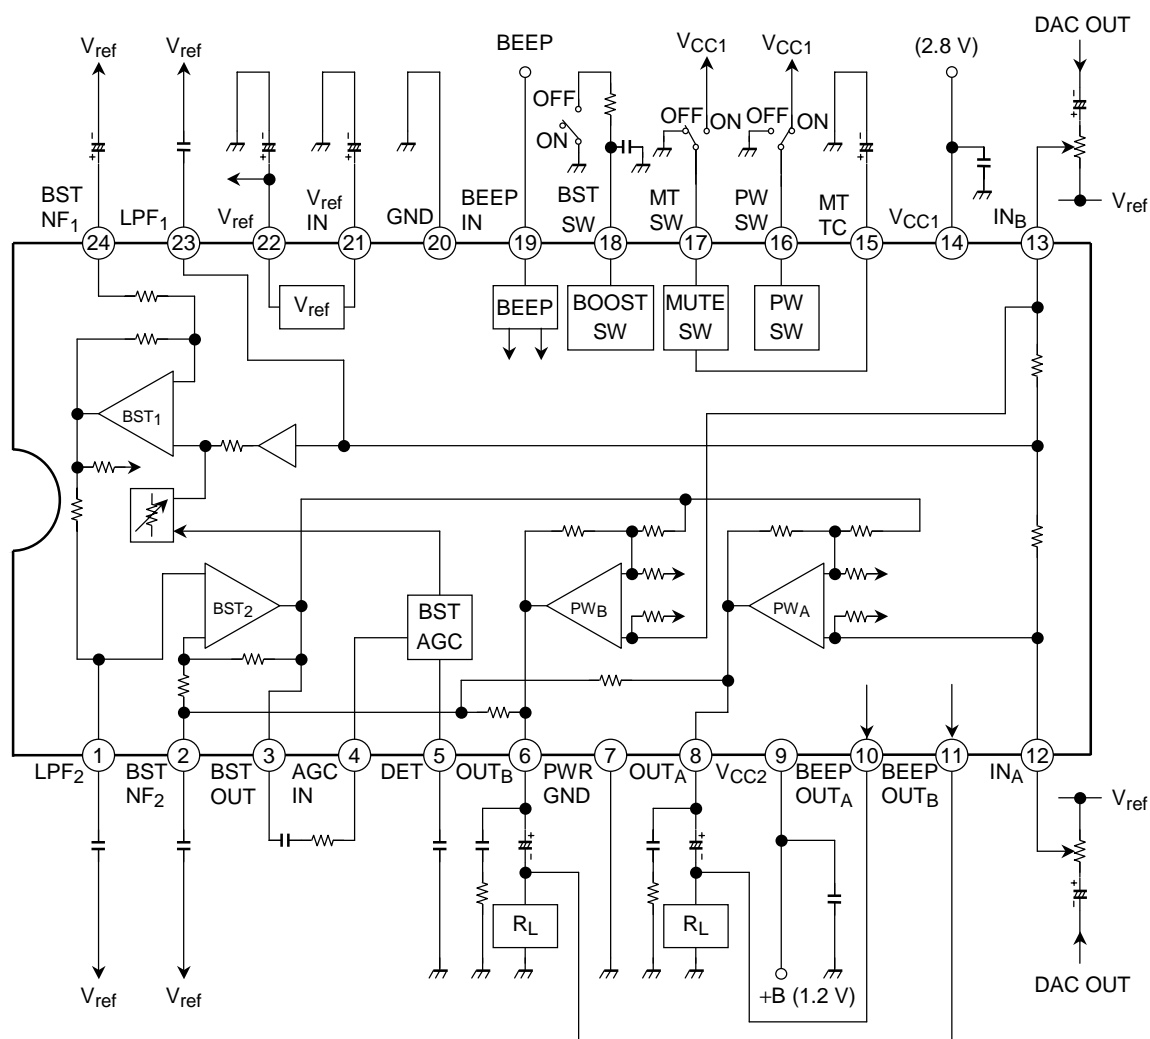 DAC OUT
Vref
Vref
BEEP
VCC1
VCC1
(2.8 V)
OFF
ON
OFF
ON
OFF
ON
BST
NF1
LPF1
Vref
Vref
IN
GND
BEEP
IN
BST
SW
MT
SW
PW
SW
MT
TC
VCC1
INB
Vref
24
23
22
21
20
19
18
17
16
15
14
13
Vref
BEEP
BOOST
SW
MUTE
SW
PW
SW
BST1
BST2
BST
AGC
PWB
PWA
1
2
3
4
5
6
7
8
9
10
11
12
LPF2
BST
NF2
BST
OUT
AGC
IN
DET
OUTB
PWR
GND
OUTA
VCC2
BEEP
OUTA
BEEP
OUTB
INA
Vref
RL
RL
Vref
Vref
+B (1.2 V)
DAC OUT